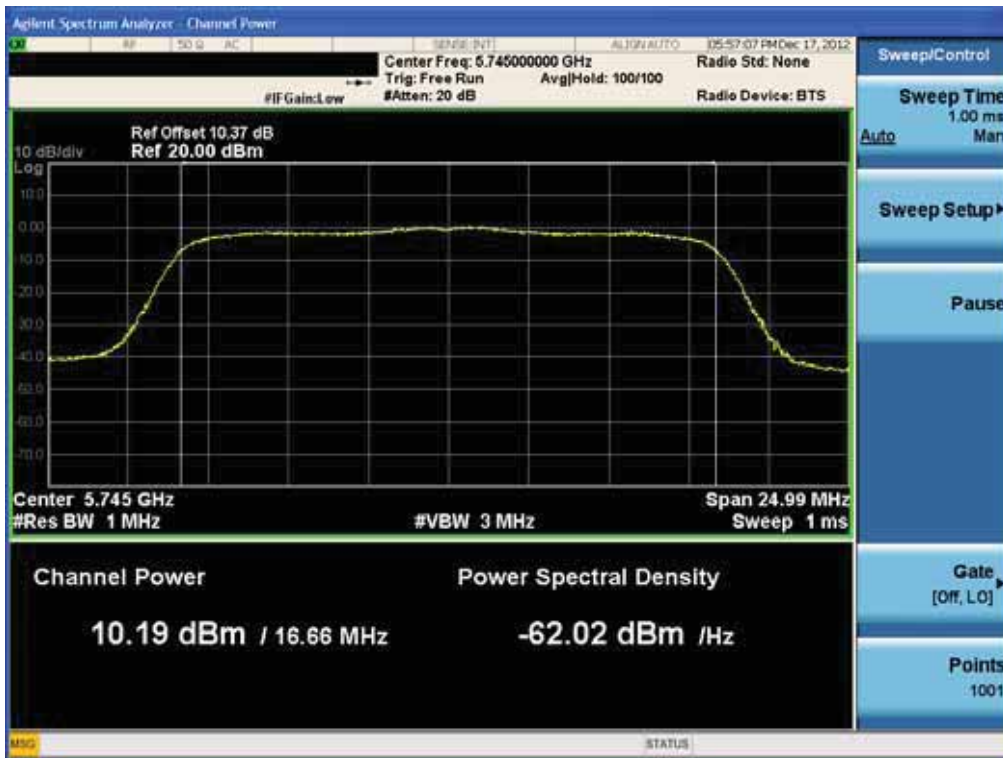 Agilent Spectrum Analyzer - Channel Power
RF 50 Ω AC SENSE:INT ALIGN AUTO 05:57:07 PM Dec 17, 2012
Center Freq: 5.745000000 GHz Radio Std: None
Trig: Free Run Avg|Hold: 100/100
#IFGain:Low #Atten: 20 dB Radio Device: BTS
Ref Offset 10.37 dB
10 dB/div Ref 20.00 dBm
Log
10.0
0.00
-10.0
-20.0
-30.0
-40.0
-50.0
-60.0
-70.0
Center 5.745 GHz Span 24.99 MHz
#Res BW 1 MHz #VBW 3 MHz Sweep 1 ms
Channel Power Power Spectral Density
10.19 dBm / 16.66 MHz -62.02 dBm /Hz
MSG STATUS
Sweep/Control
Sweep Time
1.00 ms
Auto Man
Sweep Setup
Pause
Gate
[Off, LO]
Points
1001